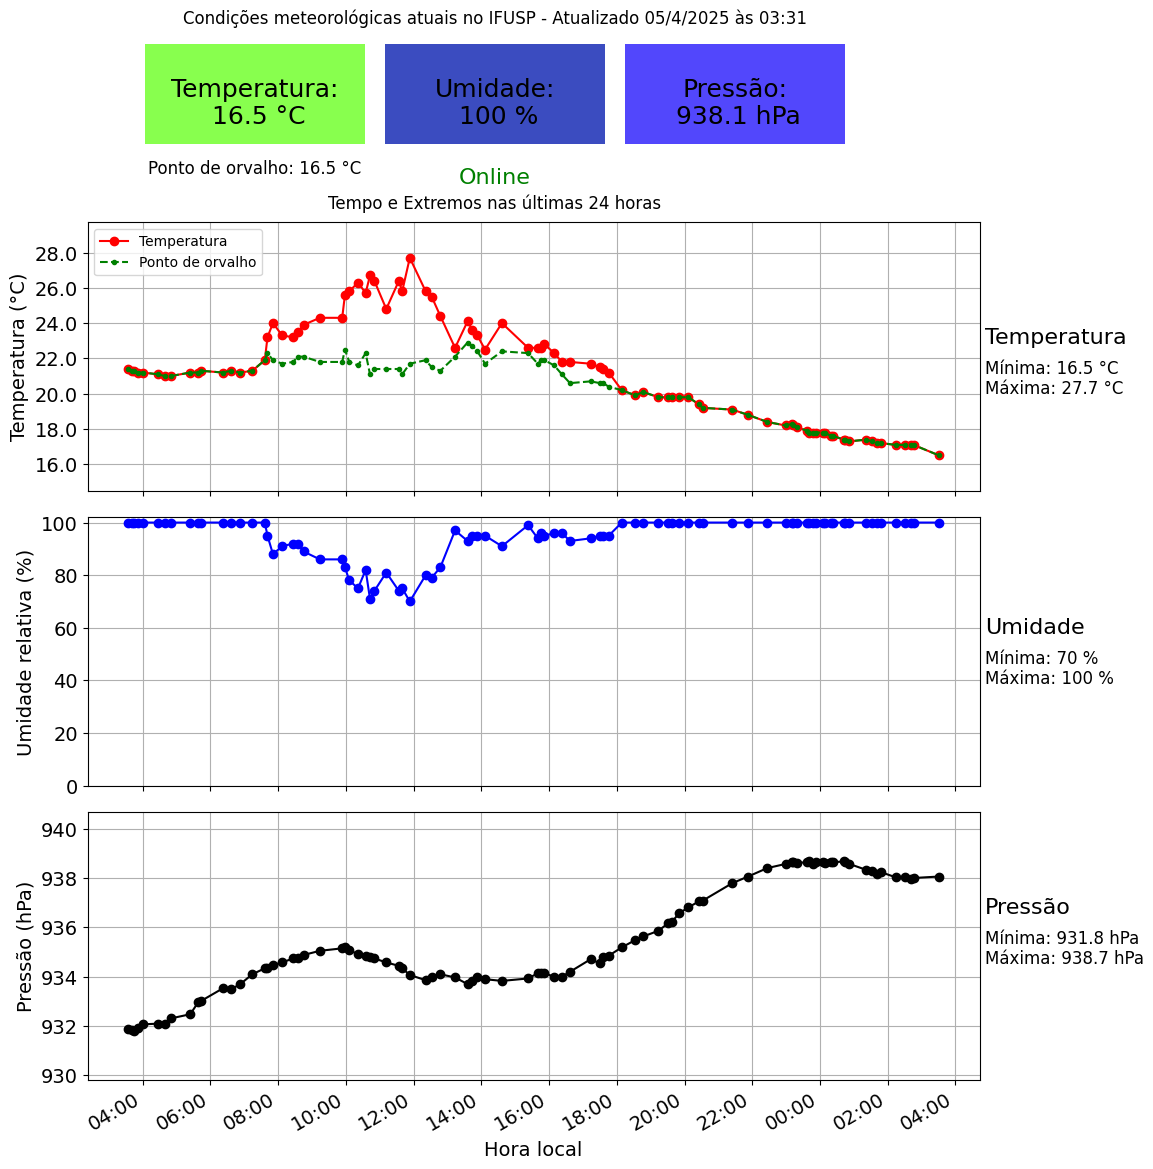 Condições meteorológicas atuais no IFUSP - Atualizado 05/4/2025 às 03:31
Temperatura:
16.5 °C
Umidade:
100 %
Pressão:
938.1 hPa
Ponto de orvalho: 16.5 °C
Online
Tempo e Extremos nas últimas 24 horas
Temperatura
Ponto de orvalho
Temperatura (°C)
28.0
26.0
24.0
22.0
20.0
18.0
16.0
Temperatura
Mínima: 16.5 °C
Máxima: 27.7 °C
Umidade relativa (%)
100
80
60
40
20
0
Umidade
Mínima: 70 %
Máxima: 100 %
Pressão (hPa)
940
938
936
934
932
930
Pressão
Mínima: 931.8 hPa
Máxima: 938.7 hPa
04:00
06:00
08:00
10:00
12:00
14:00
16:00
18:00
20:00
22:00
00:00
02:00
04:00
Hora local